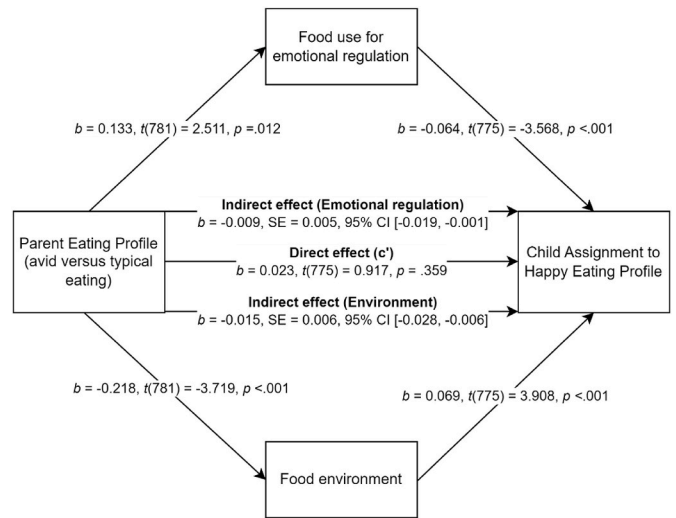 Food use for
emotional regulation
b = 0.133, t(781) = 2.511, p =.012
b = -0.064, t(775) = -3.568, p <.001
Parent Eating Profile
(avid versus typical
eating)
Indirect effect (Emotional regulation)
b = -0.009, SE = 0.005, 95% CI [-0.019, -0.001]
Direct effect (c')
b = 0.023, t(775) = 0.917, p = .359
Indirect effect (Environment)
b = -0.015, SE = 0.006, 95% CI [-0.028, -0.006]
Child Assignment to
Happy Eating Profile
b = -0.218, t(781) = -3.719, p <.001
b = 0.069, t(775) = 3.908, p <.001
Food environment